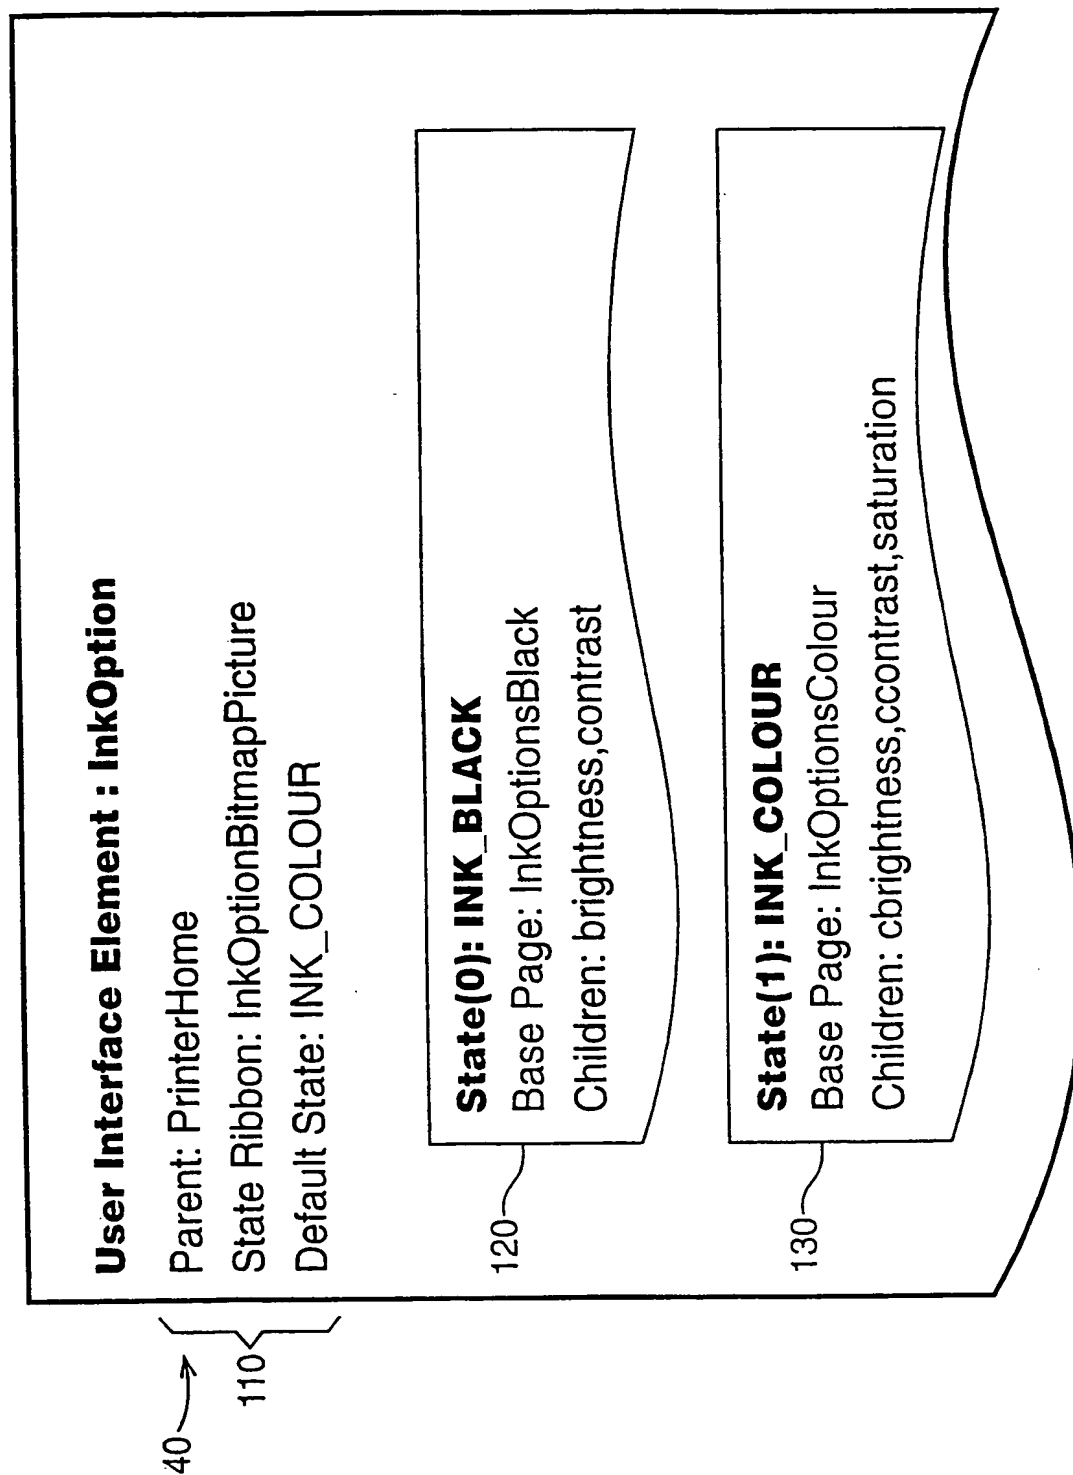 User Interface Element : InkOption
40
110
Parent: PrinterHome
State Ribbon: InkOptionBitmapPicture
Default State: INK_COLOUR
120
State(0): INK_BLACK
Base Page: InkOptionsBlack
Children: brightness,contrast
130
State(1): INK_COLOUR
Base Page: InkOptionsColour
Children: cbrightness,ccontrast,saturation